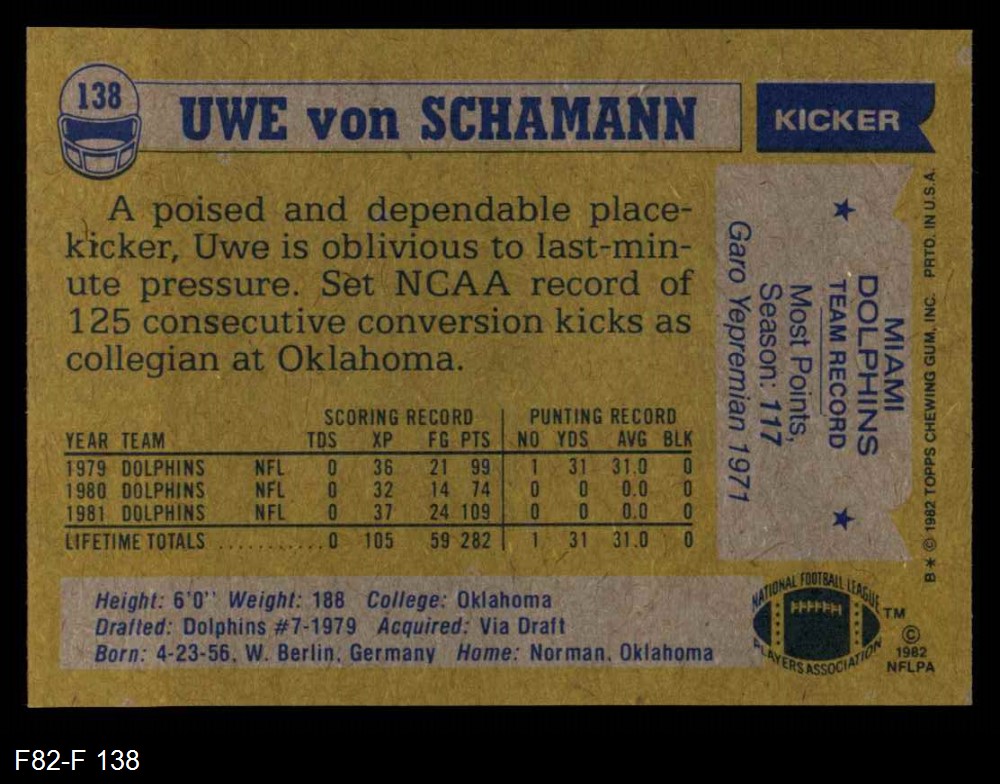 138
UWE von SCHAMANN
KICKER
A poised and dependable place-
kicker, Uwe is oblivious to last-min-
ute pressure. Set NCAA record of
125 consecutive conversion kicks as
collegian at Oklahoma.
SCORING RECORD PUNTING RECORD
YEAR TEAM TDS XP FG PTS NO YDS AVG BLK
1979 DOLPHINS NFL 0 36 21 99 1 31 31.0 0
1980 DOLPHINS NFL 0 32 14 74 0 0 0.0 0
1981 DOLPHINS NFL 0 37 24 109 0 0 0.0 0
LIFETIME TOTALS ............0 105 59 282 1 31 31.0 0
Height: 6'0" Weight: 188 College: Oklahoma
Drafted: Dolphins #7-1979 Acquired: Via Draft
Born: 4-23-56, W. Berlin, Germany Home: Norman, Oklahoma
MIAMI
DOLPHINS
TEAM RECORD
Most Points,
Season: 117
Garo Yepremian 1971
B* © 1982 TOPPS CHEWING GUM, INC. PRTD. IN U.S.A.
NATIONAL FOOTBALL LEAGUE
PLAYERS ASSOCIATION
TM
©
1982
NFLPA
F82-F 138